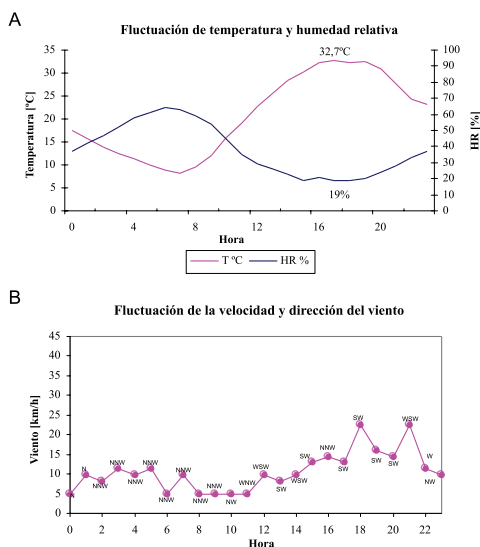 A
Fluctuación de temperatura y humedad relativa
32,7ºC
35
30
25
20
15
10
5
0
Temperatura [ºC]
100
90
80
70
60
50
40
30
20
10
0
HR [%]
19%
0 4 8 12 16 20
Hora
T ºC HR %
B
Fluctuación de la velocidad y dirección del viento
45
40
35
30
25
20
15
10
5
0
Viento [km/h]
N N NNW NNW NNW NNW NNW NNW NNW NNW NW WNW WSW SW WSW SW NNW SW SW SW SW WSW W NW
0 2 4 6 8 10 12 14 16 18 20 22
Hora